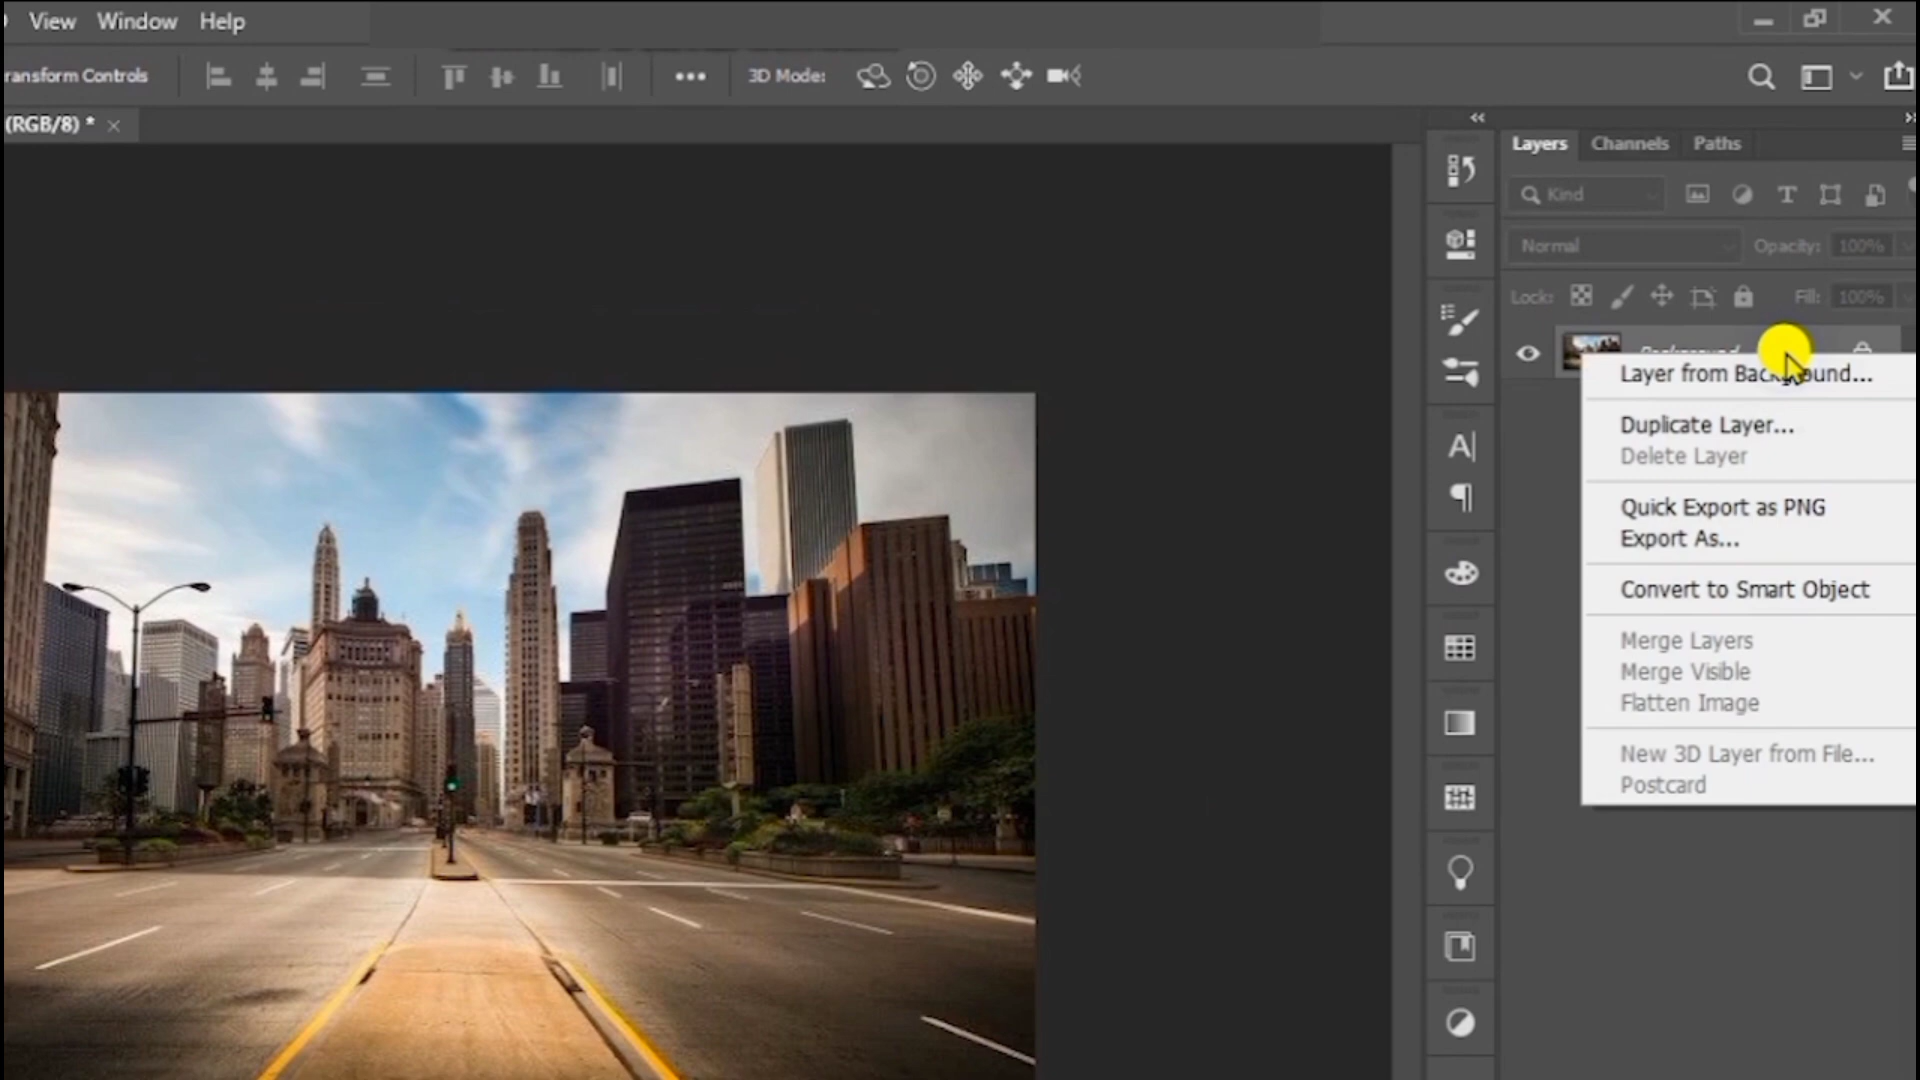 View Window Help
ransform Controls 3D Mode:
(RGB/8) *
Layers Channels Paths
Kind
Normal Opacity: 100%
Lock: Fill: 100%
Background
Layer from Background...
Duplicate Layer...
Delete Layer
Quick Export as PNG
Export As...
Convert to Smart Object
Merge Layers
Merge Visible
Flatten Image
New 3D Layer from File...
Postcard